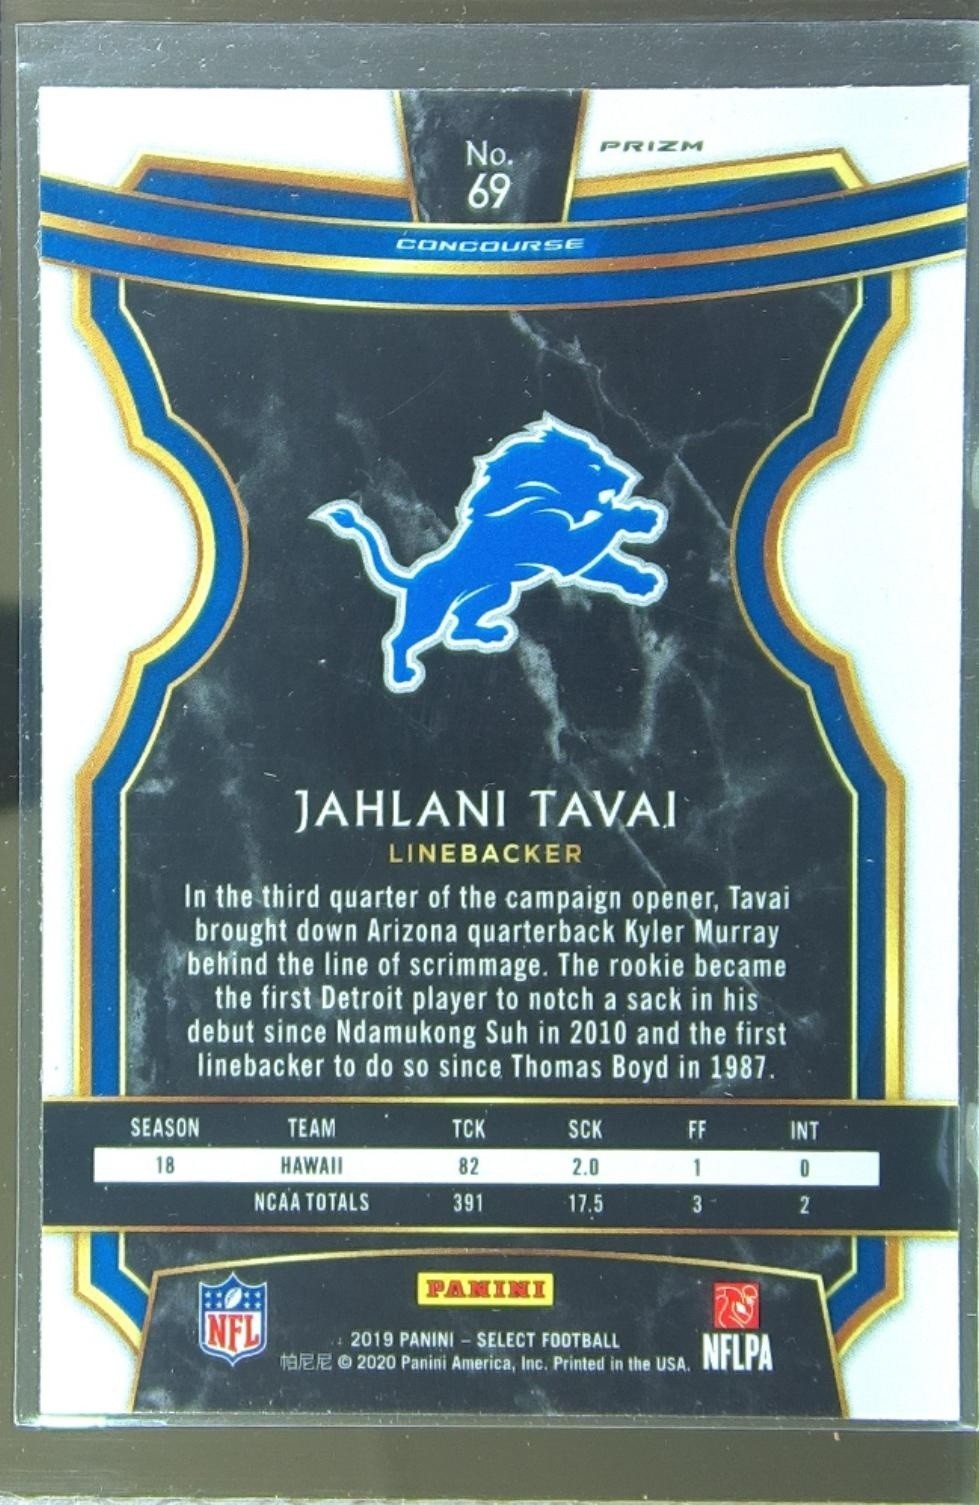 No.
69
PRIZM
CONCOURSE
JAHLANI TAVAI
LINEBACKER
In the third quarter of the campaign opener, Tavai
brought down Arizona quarterback Kyler Murray
behind the line of scrimmage. The rookie became
the first Detroit player to notch a sack in his
debut since Ndamukong Suh in 2010 and the first
linebacker to do so since Thomas Boyd in 1987.
SEASON TEAM TCK SCK FF INT
18 HAWAII 82 2.0 1 0
NCAA TOTALS 391 17.5 3 2
PANINI
NFL
2019 PANINI – SELECT FOOTBALL
帕尼尼 © 2020 Panini America, Inc. Printed in the USA.
NFLPA